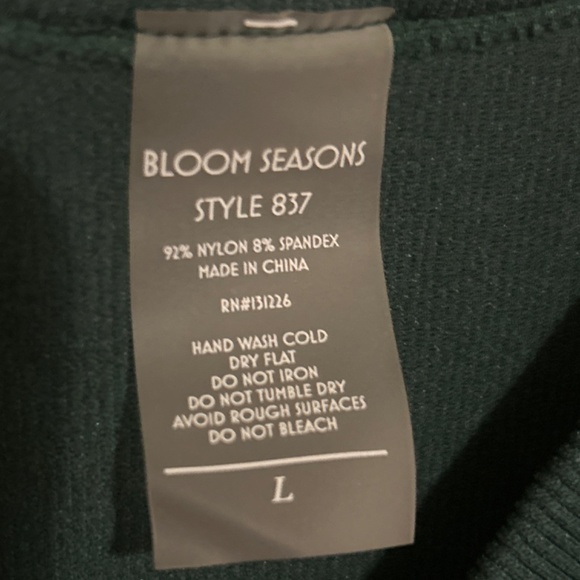 BLOOM SEASONS
STYLE 837
92% NYLON 8% SPANDEX
MADE IN CHINA
RN#131226
HAND WASH COLD
DRY FLAT
DO NOT IRON
DO NOT TUMBLE DRY
AVOID ROUGH SURFACES
DO NOT BLEACH
L